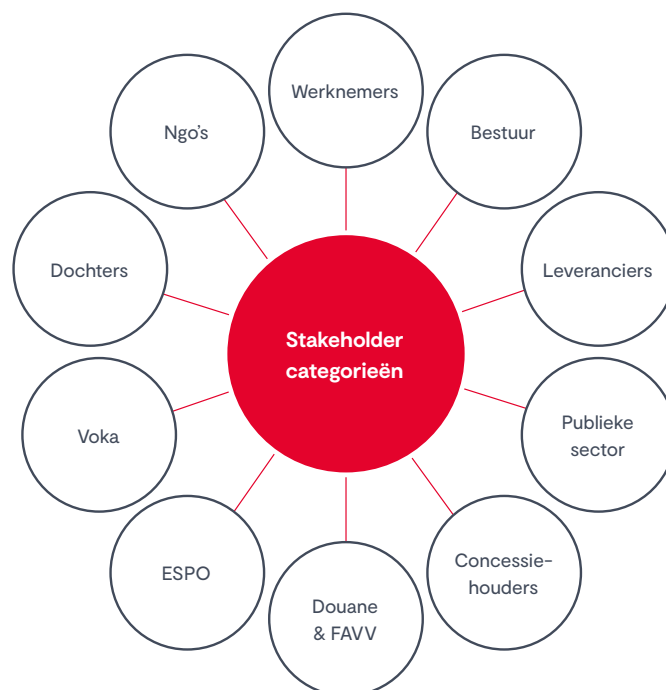 Werknemers
Ngo's
Bestuur
Dochters
Leveranciers
Stakeholder
categorieën
Voka
Publieke
sector
ESPO
Concessie-
houders
Douane
& FAVV